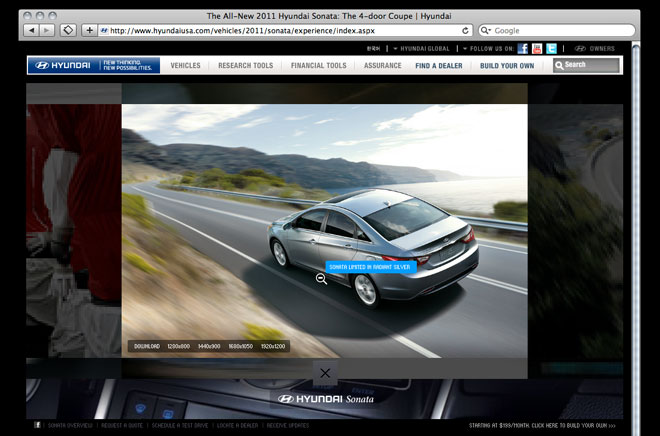 The All-New 2011 Hyundai Sonata: The 4-door Coupe | Hyundai
http://www.hyundaiusa.com/vehicles/2011/sonata/experience/index.aspx
Google
한국어 | HYUNDAI GLOBAL | FOLLOW US ON: f You Tube t | OWNERS
HYUNDAI | NEW THINKING. NEW POSSIBILITIES.
VEHICLES | RESEARCH TOOLS | FINANCIAL TOOLS | ASSURANCE | FIND A DEALER | BUILD YOUR OWN
Search
SONATA LIMITED IN RADIANT SILVER
DOWNLOAD 1280x800 1440x900 1680x1050 1920x1200
HYUNDAI Sonata
f | SONATA OVERVIEW | REQUEST A QUOTE | SCHEDULE A TEST DRIVE | LOCATE A DEALER | RECEIVE UPDATES
STARTING AT $199/MONTH. CLICK HERE TO BUILD YOUR OWN >>>